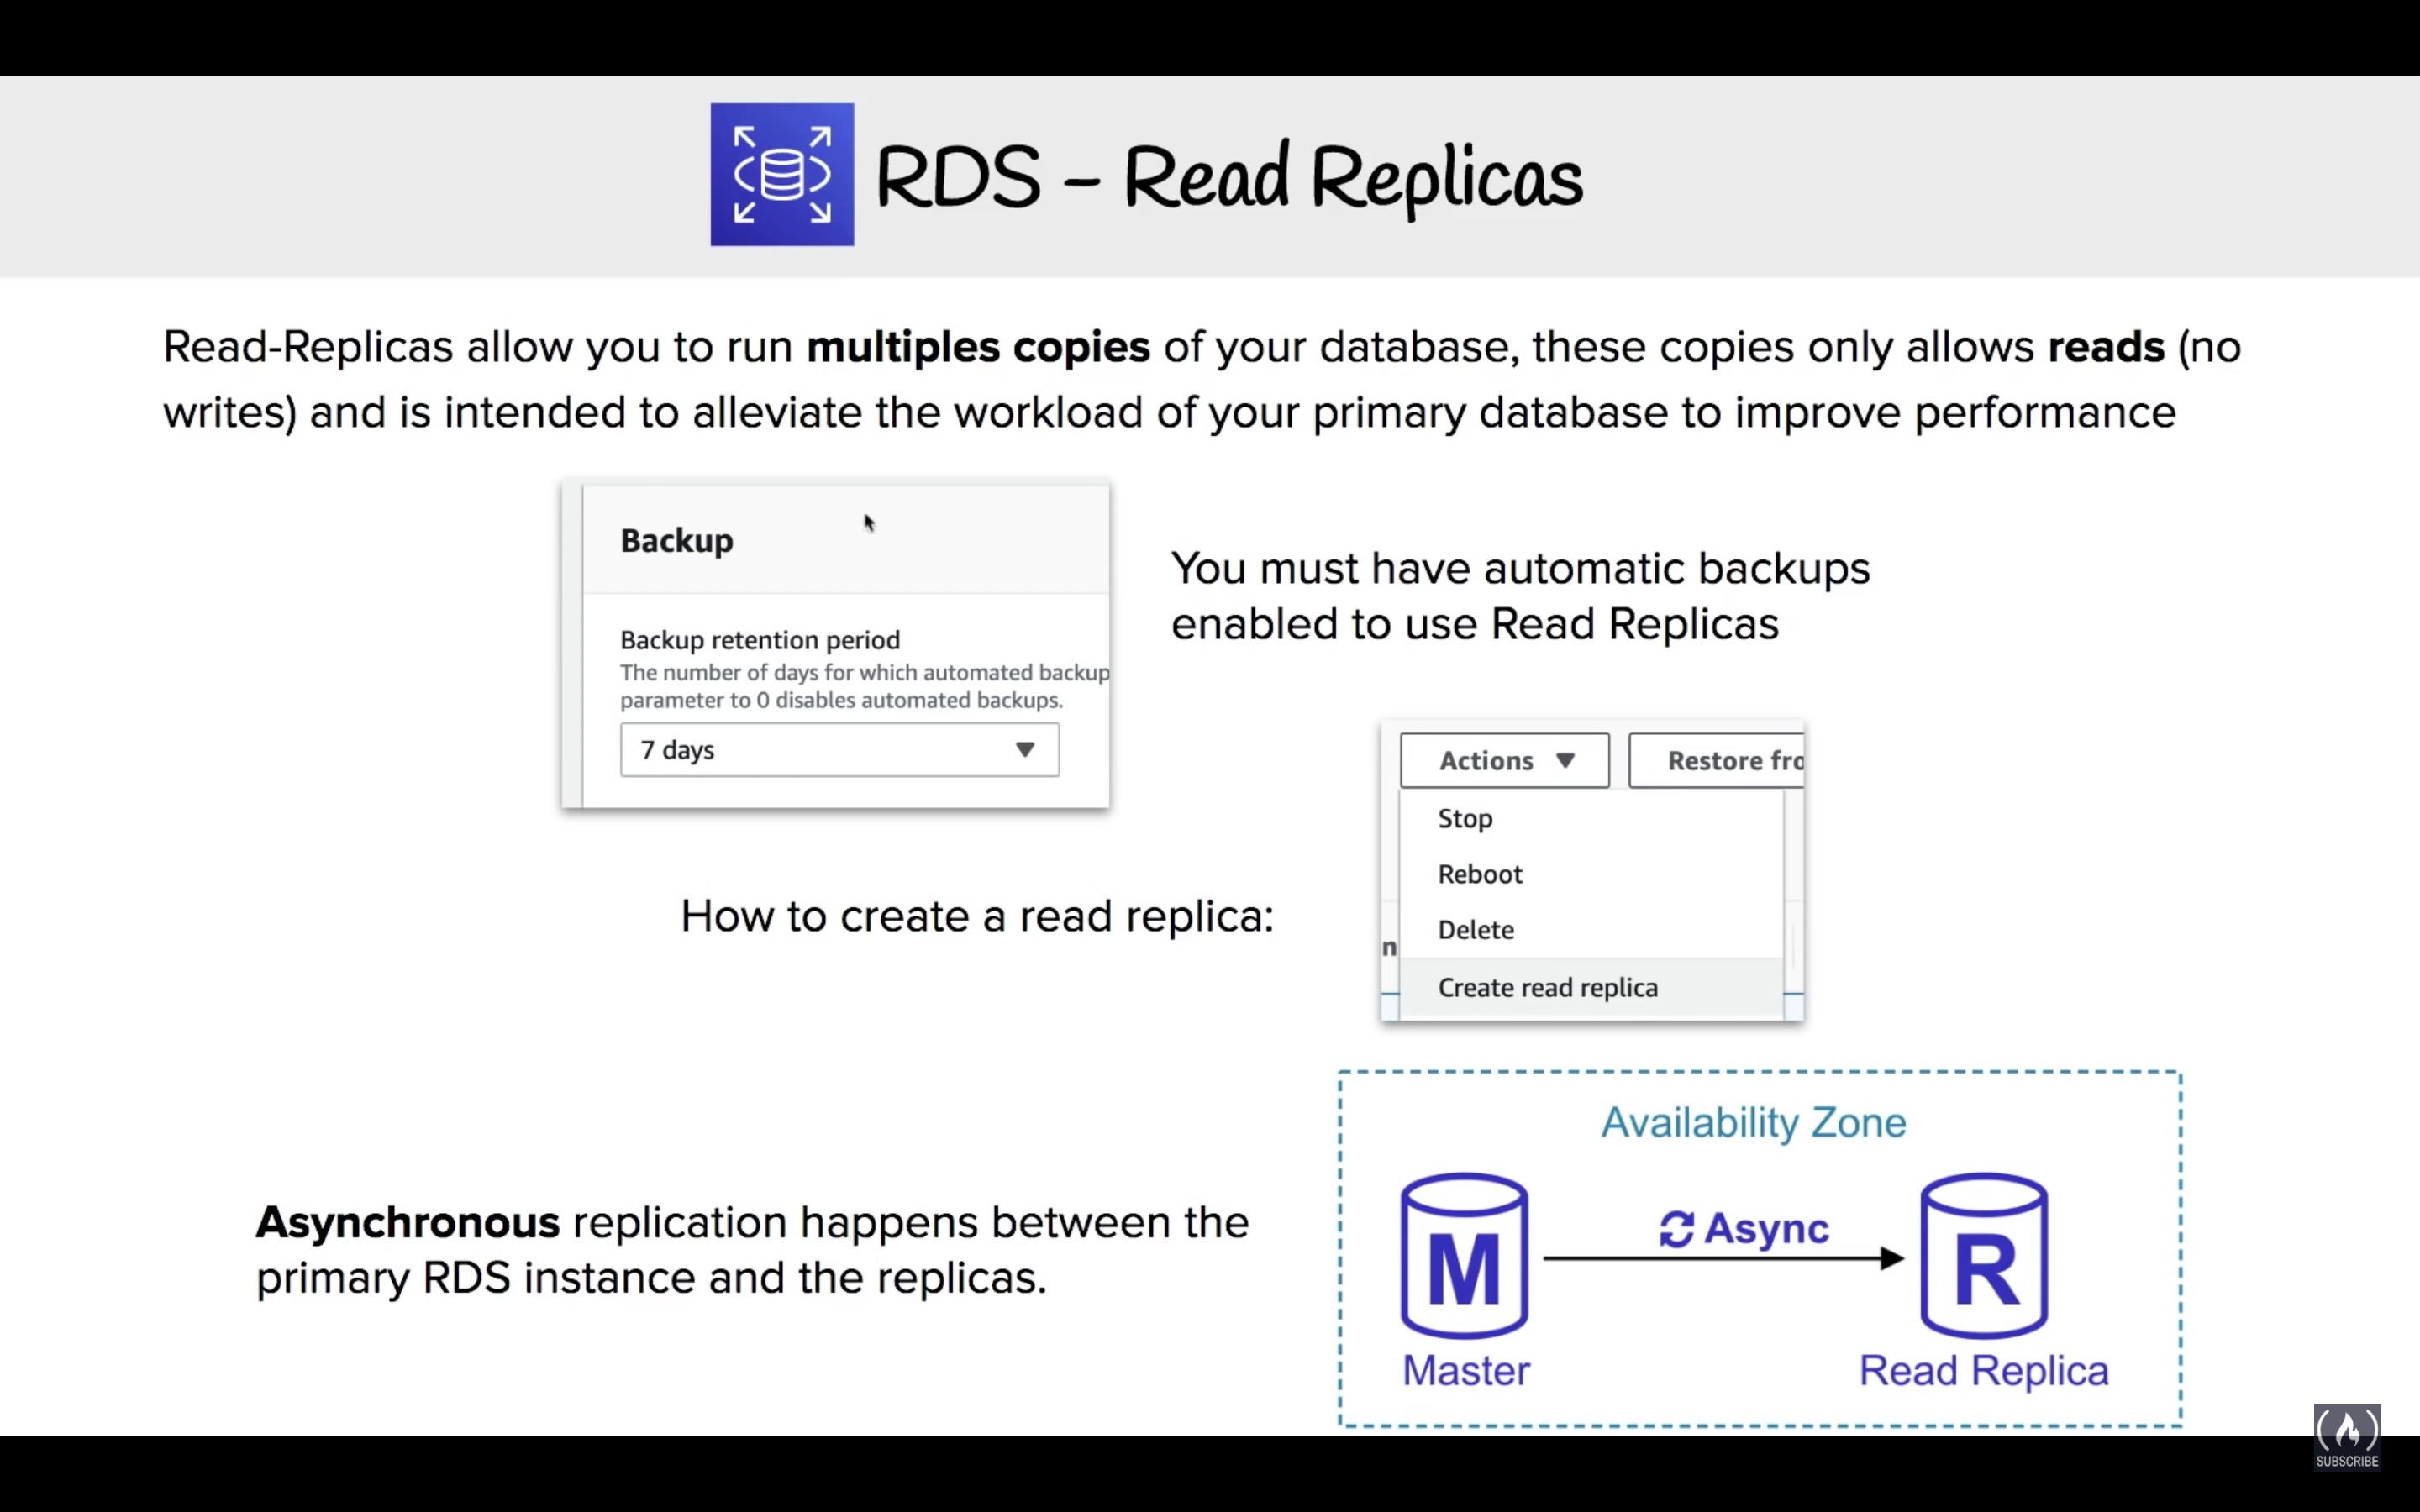 RDS – Read Replicas
Read-Replicas allow you to run multiples copies of your database, these copies only allows reads (no
writes) and is intended to alleviate the workload of your primary database to improve performance
Backup
Backup retention period
The number of days for which automated backup
parameter to 0 disables automated backups.
7 days
You must have automatic backups
enabled to use Read Replicas
How to create a read replica:
Actions
Restore fro
Stop
Reboot
Delete
n
Create read replica
Asynchronous replication happens between the
primary RDS instance and the replicas.
Availability Zone
Async
M
R
Master
Read Replica
SUBSCRIBE